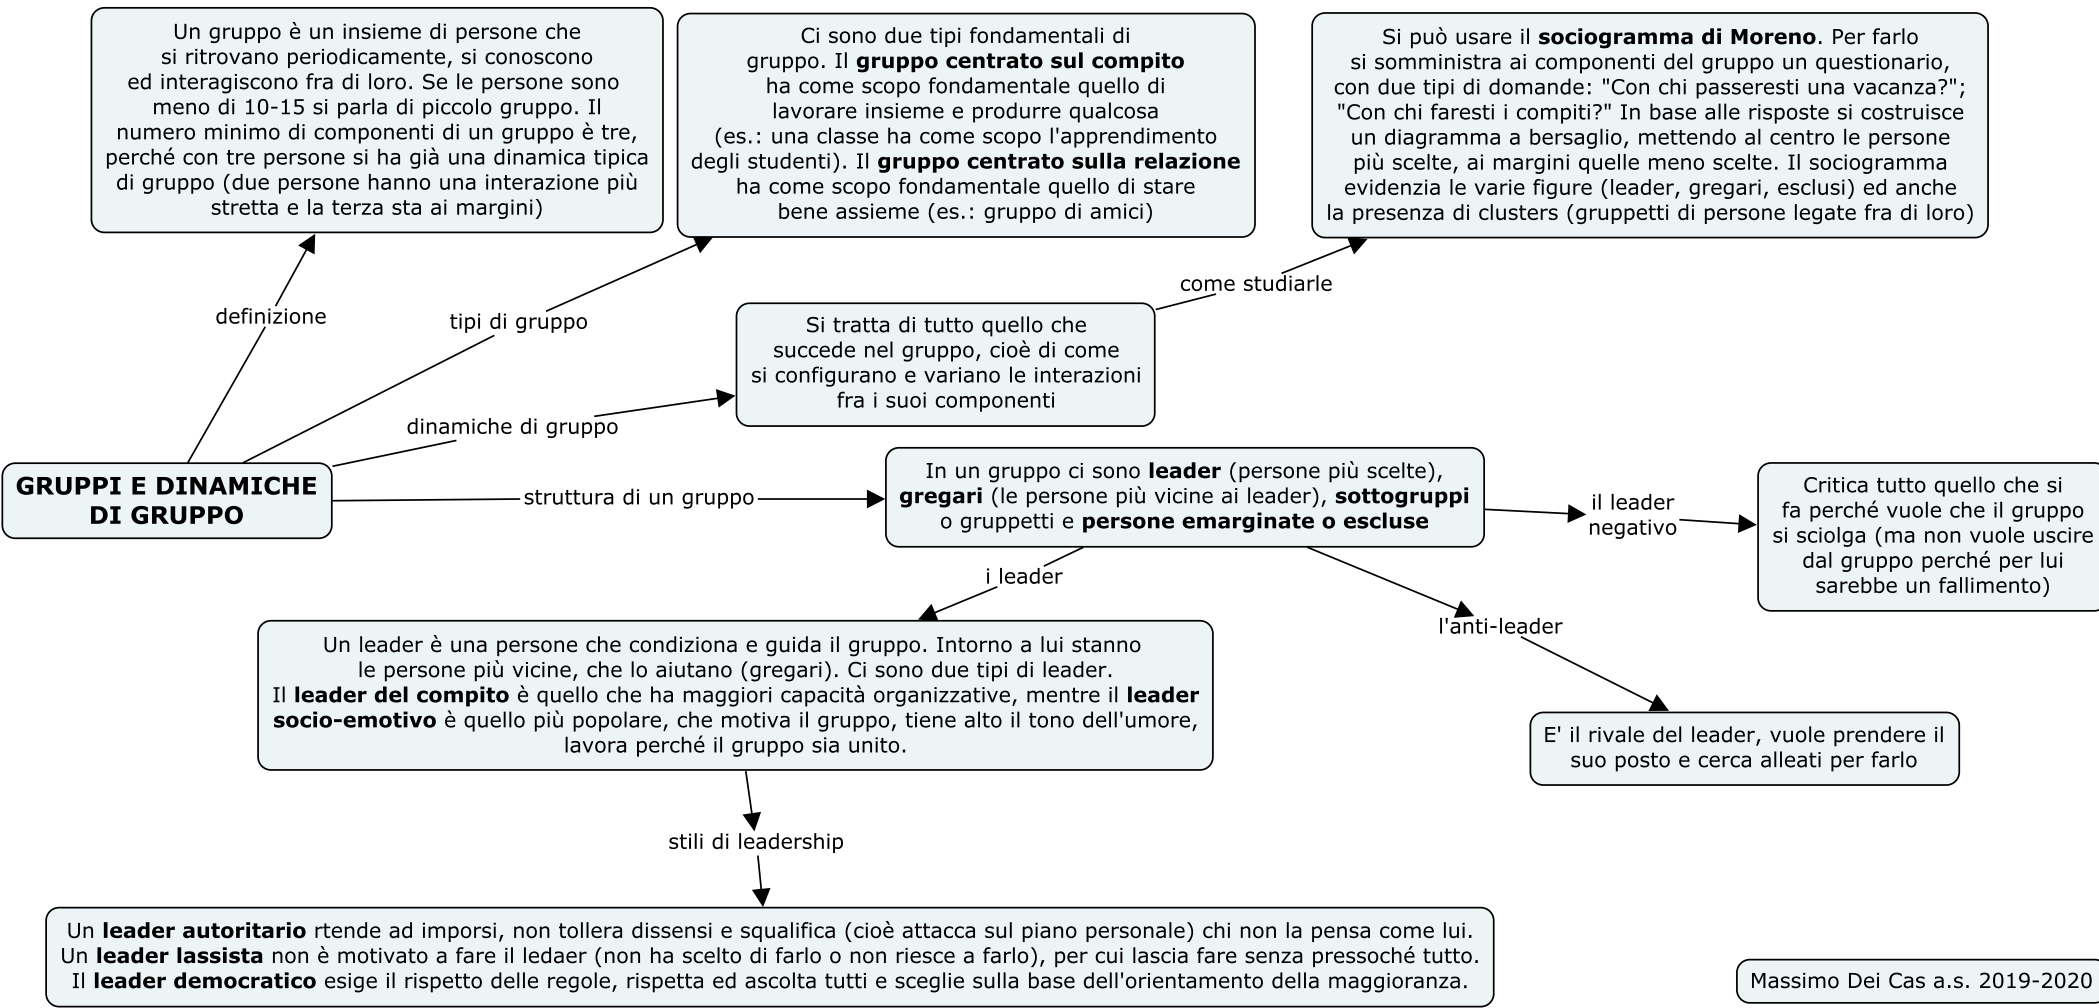 Un gruppo è un insieme di persone che
si ritrovano periodicamente, si conoscono
ed interagiscono fra di loro. Se le persone sono
meno di 10-15 si parla di piccolo gruppo. Il
numero minimo di componenti di un gruppo è tre,
perché con tre persone si ha già una dinamica tipica
di gruppo (due persone hanno una interazione più
stretta e la terza sta ai margini)
Ci sono due tipi fondamentali di
gruppo. Il gruppo centrato sul compito
ha come scopo fondamentale quello di
lavorare insieme e produrre qualcosa
(es.: una classe ha come scopo l'apprendimento
degli studenti). Il gruppo centrato sulla relazione
ha come scopo fondamentale quello di stare
bene assieme (es.: gruppo di amici)
Si può usare il sociogramma di Moreno. Per farlo
si somministra ai componenti del gruppo un questionario,
con due tipi di domande: "Con chi passeresti una vacanza?";
"Con chi faresti i compiti?" In base alle risposte si costruisce
un diagramma a bersaglio, mettendo al centro le persone
più scelte, ai margini quelle meno scelte. Il sociogramma
evidenzia le varie figure (leader, gregari, esclusi) ed anche
la presenza di clusters (gruppetti di persone legate fra di loro)
definizione
tipi di gruppo
come studiarle
Si tratta di tutto quello che
succede nel gruppo, cioè di come
si configurano e variano le interazioni
fra i suoi componenti
dinamiche di gruppo
GRUPPI E DINAMICHE
DI GRUPPO
struttura di un gruppo
In un gruppo ci sono leader (persone più scelte),
gregari (le persone più vicine ai leader), sottogruppi
o gruppetti e persone emarginate o escluse
il leader
negativo
Critica tutto quello che si
fa perché vuole che il gruppo
si sciolga (ma non vuole uscire
dal gruppo perché per lui
sarebbe un fallimento)
i leader
l'anti-leader
Un leader è una persona che condiziona e guida il gruppo. Intorno a lui stanno
le persone più vicine, che lo aiutano (gregari). Ci sono due tipi di leader.
Il leader del compito è quello che ha maggiori capacità organizzative, mentre il leader
socio-emotivo è quello più popolare, che motiva il gruppo, tiene alto il tono dell'umore,
lavora perché il gruppo sia unito.
E' il rivale del leader, vuole prendere il
suo posto e cerca alleati per farlo
stili di leadership
Un leader autoritario rtende ad imporsi, non tollera dissensi e squalifica (cioè attacca sul piano personale) chi non la pensa come lui.
Un leader lassista non è motivato a fare il ledaer (non ha scelto di farlo o non riesce a farlo), per cui lascia fare senza pressoché tutto.
Il leader democratico esige il rispetto delle regole, rispetta ed ascolta tutti e sceglie sulla base dell'orientamento della maggioranza.
Massimo Dei Cas a.s. 2019-2020